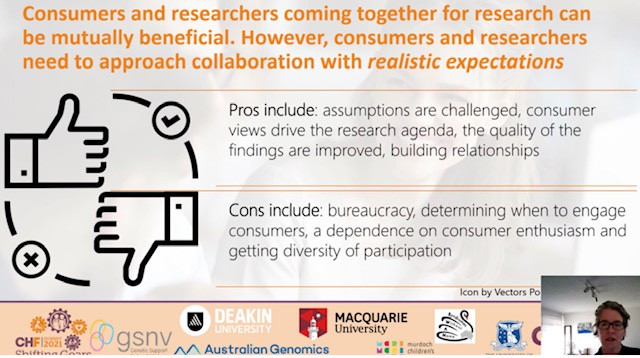 Consumers and researchers coming together for research can
be mutually beneficial. However, consumers and researchers
need to approach collaboration with realistic expectations
Pros include: assumptions are challenged, consumer
views drive the research agenda, the quality of the
findings are improved, building relationships
Cons include: bureaucracy, determining when to engage
consumers, a dependence on consumer enthusiasm and
getting diversity of participation
Icon by Vectors Po
CHF
2021
Shifting Gears
gsnv
Genetic Support
DEAKIN
UNIVERSITY
MACQUARIE
University
Australian Genomics
murdoch
children's